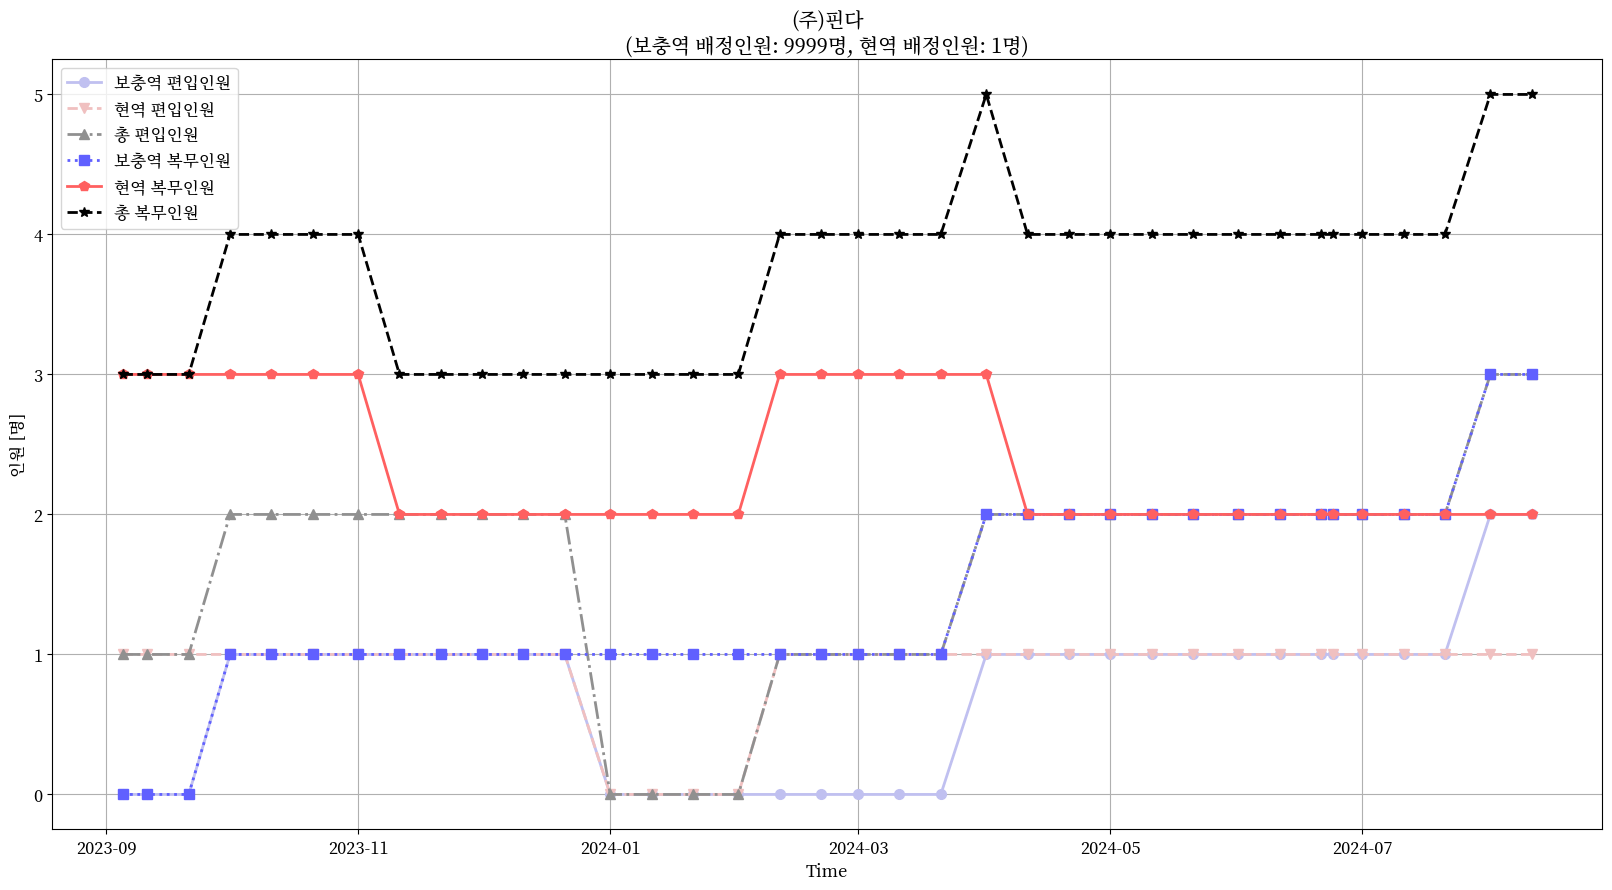 (주)핀다
(보충역 배정인원: 9999명, 현역 배정인원: 1명)
보충역 편입인원
현역 편입인원
총 편입인원
보충역 복무인원
현역 복무인원
총 복무인원
인원 [명]
5
4
3
2
1
0
2023-09
2023-11
2024-01
2024-03
2024-05
2024-07
Time